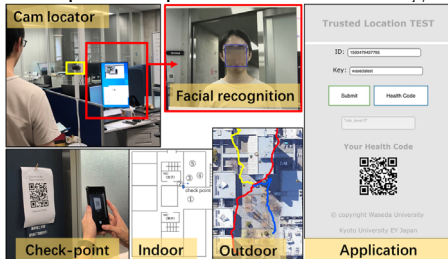 Cam locator
Facial recognition
Check-point
Indoor
check point
Outdoor
Trusted Location TEST
ID:
Key:
wasedatest
Submit
Health Code
Your Health Code
© copyright Waseda University
Kyoto University EY Japan
Application